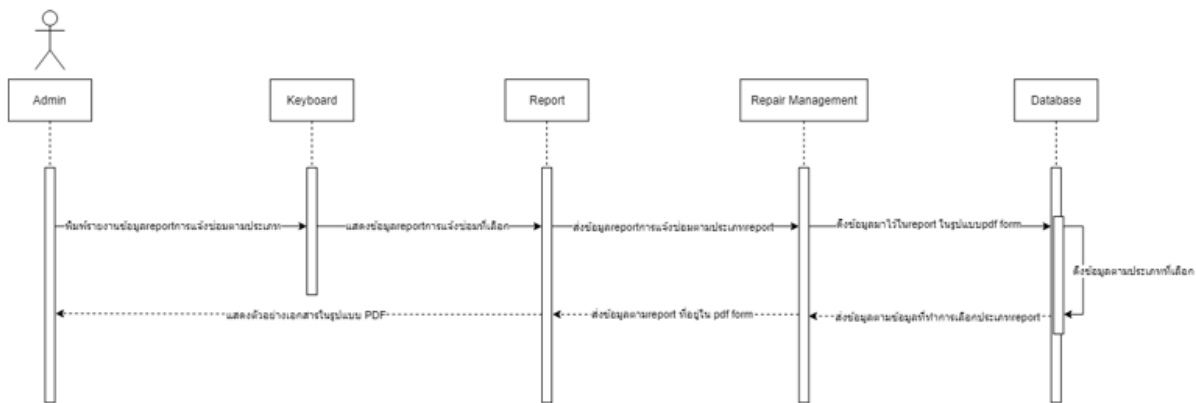 Admin
Keyboard
Report
Repair Management
Database
พิมพ์รายงานข้อมูลreportการแจ้งซ่อมตามประเภท
แสดงข้อมูลreportการแจ้งซ่อมที่เลือก
ส่งข้อมูลreportการแจ้งซ่อมตามประเภทreport
ดึงข้อมูลมาไว้ในreport ในรูปแบบpdf form
ดึงข้อมูลตามประเภทที่เลือก
แสดงตัวอย่างเอกสารในรูปแบบ PDF
ส่งข้อมูลตามreport ที่อยู่ใน pdf form
ส่งข้อมูลตามข้อมูลที่ทำการเลือกประเภทreport